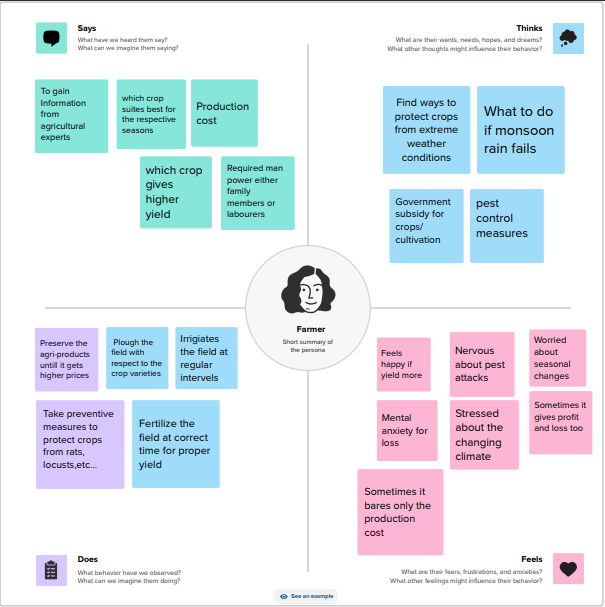 Says
What have we heard them say?
What can we imagine them saying?
To gain
Information
from
agricultural
experts
which crop
suites best for
the respective
seasons
Production
cost
which crop
gives
higher
yield
Required man
power either
family
members or
labourers
Thinks
What are their wants, needs, hopes, and dreams?
What other thoughts might influence their behavior?
Find ways to
protect crops
from extreme
weather
conditions
What to do
if monsoon
rain fails
Government
subsidy for
crops/
cultivation
pest
control
measures
Farmer
Short summary of
the persona
Preserve the
agri-products
untill it gets
higher prices
Plough the
field with
respect to the
crop varieties
Irrigiates
the field at
regular
intervels
Take preventive
measures to
protect crops
from rats,
locusts,etc...
Fertilize the
field at correct
time for proper
yield
Does
What behavior have we observed?
What can we imagine them doing?
Feels
happy if
yield more
Nervous
about pest
attacks
Worried
about
seasonal
changes
Mental
anxiety for
loss
Stressed
about the
changing
climate
Sometimes it
gives profit
and loss too
Sometimes it
bares only the
production
cost
Feels
What are their fears, frustrations, and anxieties?
What other feelings might influence their behavior?
See an example